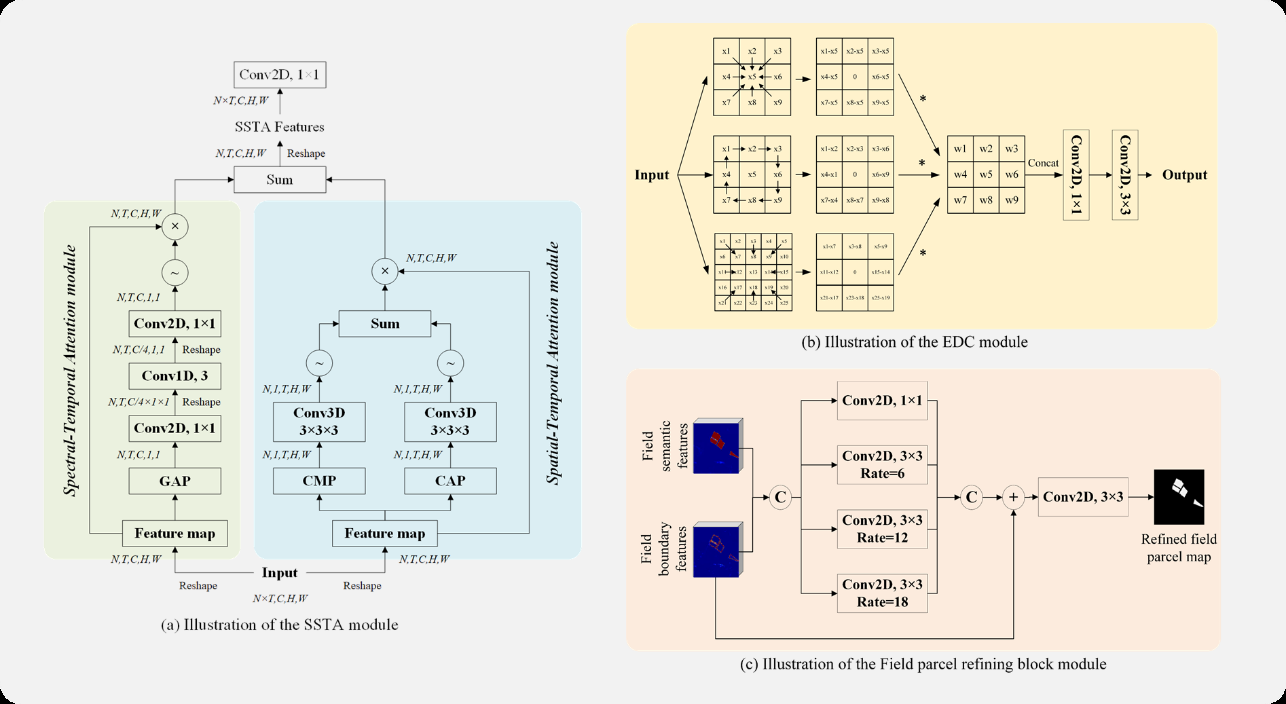 Conv2D, 1×1
N×T,C,H,W
SSTA Features
N,T,C,H,W
Reshape
Sum
N,T,C,H,W
×
~
N,T,C,1,1
Conv2D, 1×1
N,T,C/4,1,1
Reshape
Conv1D, 3
N,T,C/4×1×1
Reshape
Conv2D, 1×1
N,T,C,1,1
GAP
Feature map
N,T,C,H,W
Spectral-Temporal Attention module
N,T,C,H,W
×
Sum
~
~
N,1,T,H,W
N,1,T,H,W
Conv3D
3×3×3
Conv3D
3×3×3
N,1,T,H,W
N,1,T,H,W
CMP
CAP
Feature map
N,T,C,H,W
Spatial-Temporal Attention module
Input
Reshape
Reshape
N×T,C,H,W
(a) Illustration of the SSTA module
Input
x1 x2 x3
x4 x5 x6
x7 x8 x9
x1-x5 x2-x5 x3-x5
x4-x5 0 x6-x5
x7-x5 x8-x5 x9-x5
*
x1 x2 x3
x4 x5 x6
x7 x8 x9
x1-x2 x2-x3 x3-x6
x4-x1 0 x6-x9
x7-x4 x8-x7 x9-x8
*
x1 x2 x3 x4 x5
x6 x7 x8 x9 x10
x11 x12 x13 x14 x15
x16 x17 x18 x19 x20
x21 x22 x23 x24 x25
x1-x7 x3-x8 x5-x9
x11-x12 0 x15-x14
x21-x17 x23-x18 x25-x19
*
w1 w2 w3
w4 w5 w6
w7 w8 w9
Concat
Conv2D, 1×1
Conv2D, 3×3
Output
(b) Illustration of the EDC module
Field
semantic
features
Field
boundary
features
C
Conv2D, 1×1
Conv2D, 3×3
Rate=6
Conv2D, 3×3
Rate=12
Conv2D, 3×3
Rate=18
C
+
Conv2D, 3×3
Refined field
parcel map
(c) Illustration of the Field parcel refining block module